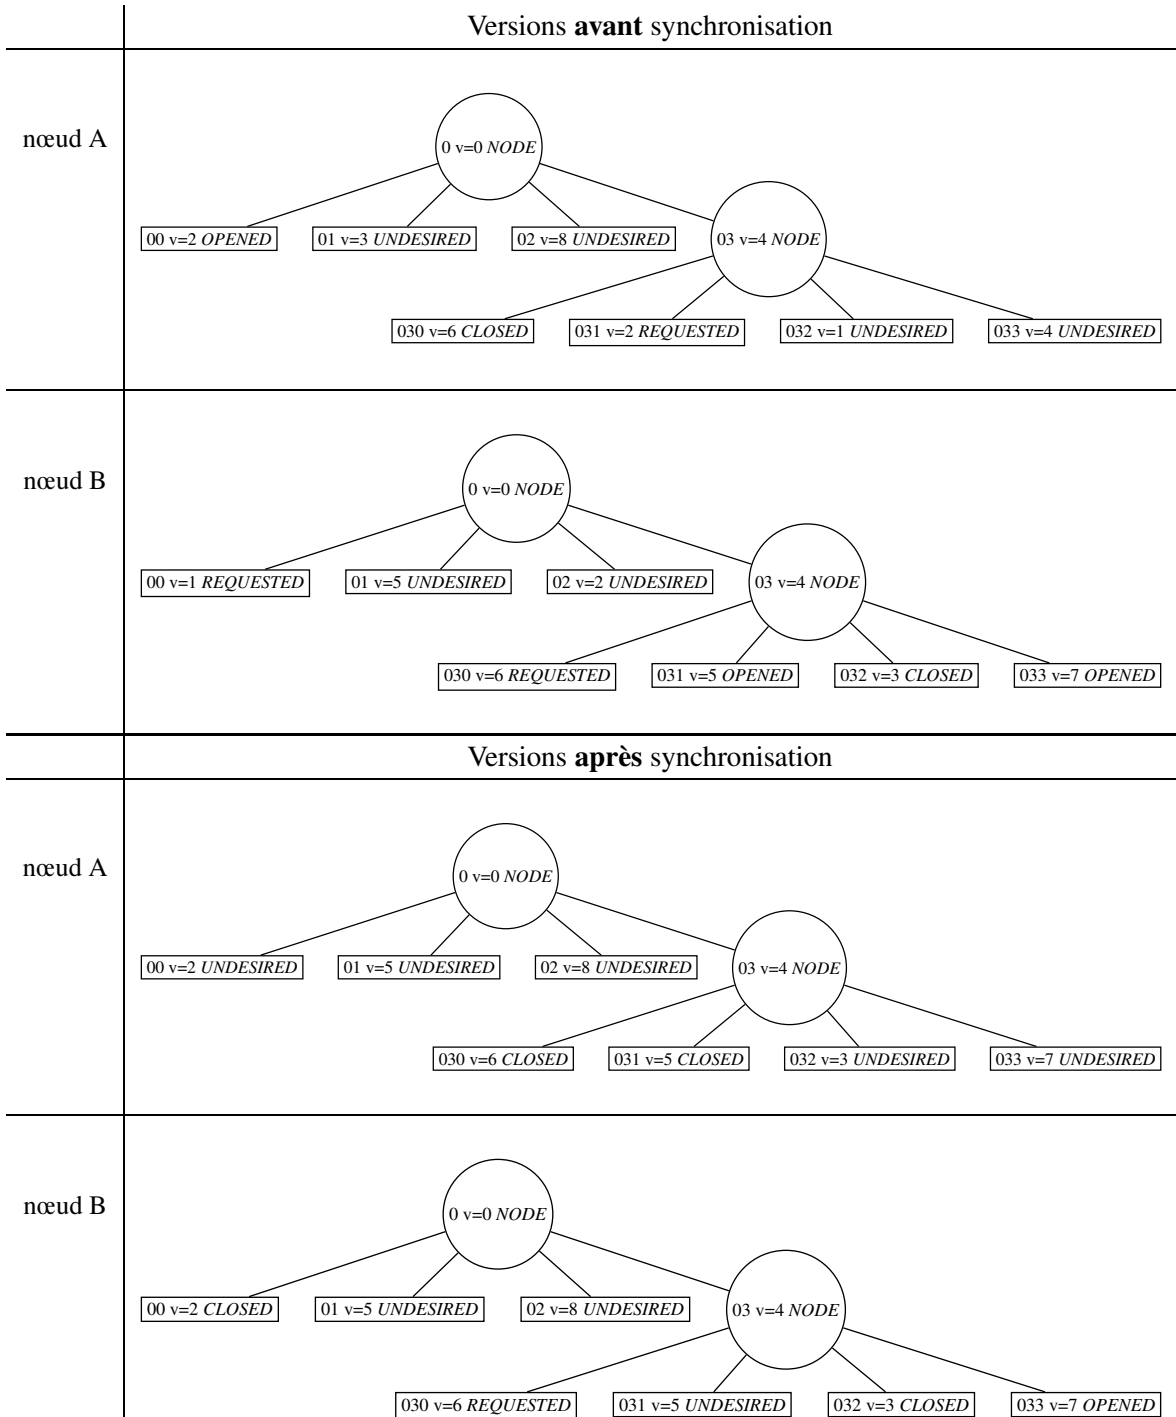 Versions avant synchronisation
nœud A
0 v=0 NODE
00 v=2 OPENED 01 v=3 UNDESIRED 02 v=8 UNDESIRED 03 v=4 NODE
030 v=6 CLOSED 031 v=2 REQUESTED 032 v=1 UNDESIRED 033 v=4 UNDESIRED
nœud B
0 v=0 NODE
00 v=1 REQUESTED 01 v=5 UNDESIRED 02 v=2 UNDESIRED 03 v=4 NODE
030 v=6 REQUESTED 031 v=5 OPENED 032 v=3 CLOSED 033 v=7 OPENED
Versions après synchronisation
nœud A
0 v=0 NODE
00 v=2 UNDESIRED 01 v=5 UNDESIRED 02 v=8 UNDESIRED 03 v=4 NODE
030 v=6 CLOSED 031 v=5 CLOSED 032 v=3 UNDESIRED 033 v=7 UNDESIRED
nœud B
0 v=0 NODE
00 v=2 CLOSED 01 v=5 UNDESIRED 02 v=8 UNDESIRED 03 v=4 NODE
030 v=6 REQUESTED 031 v=5 UNDESIRED 032 v=3 CLOSED 033 v=7 OPENED